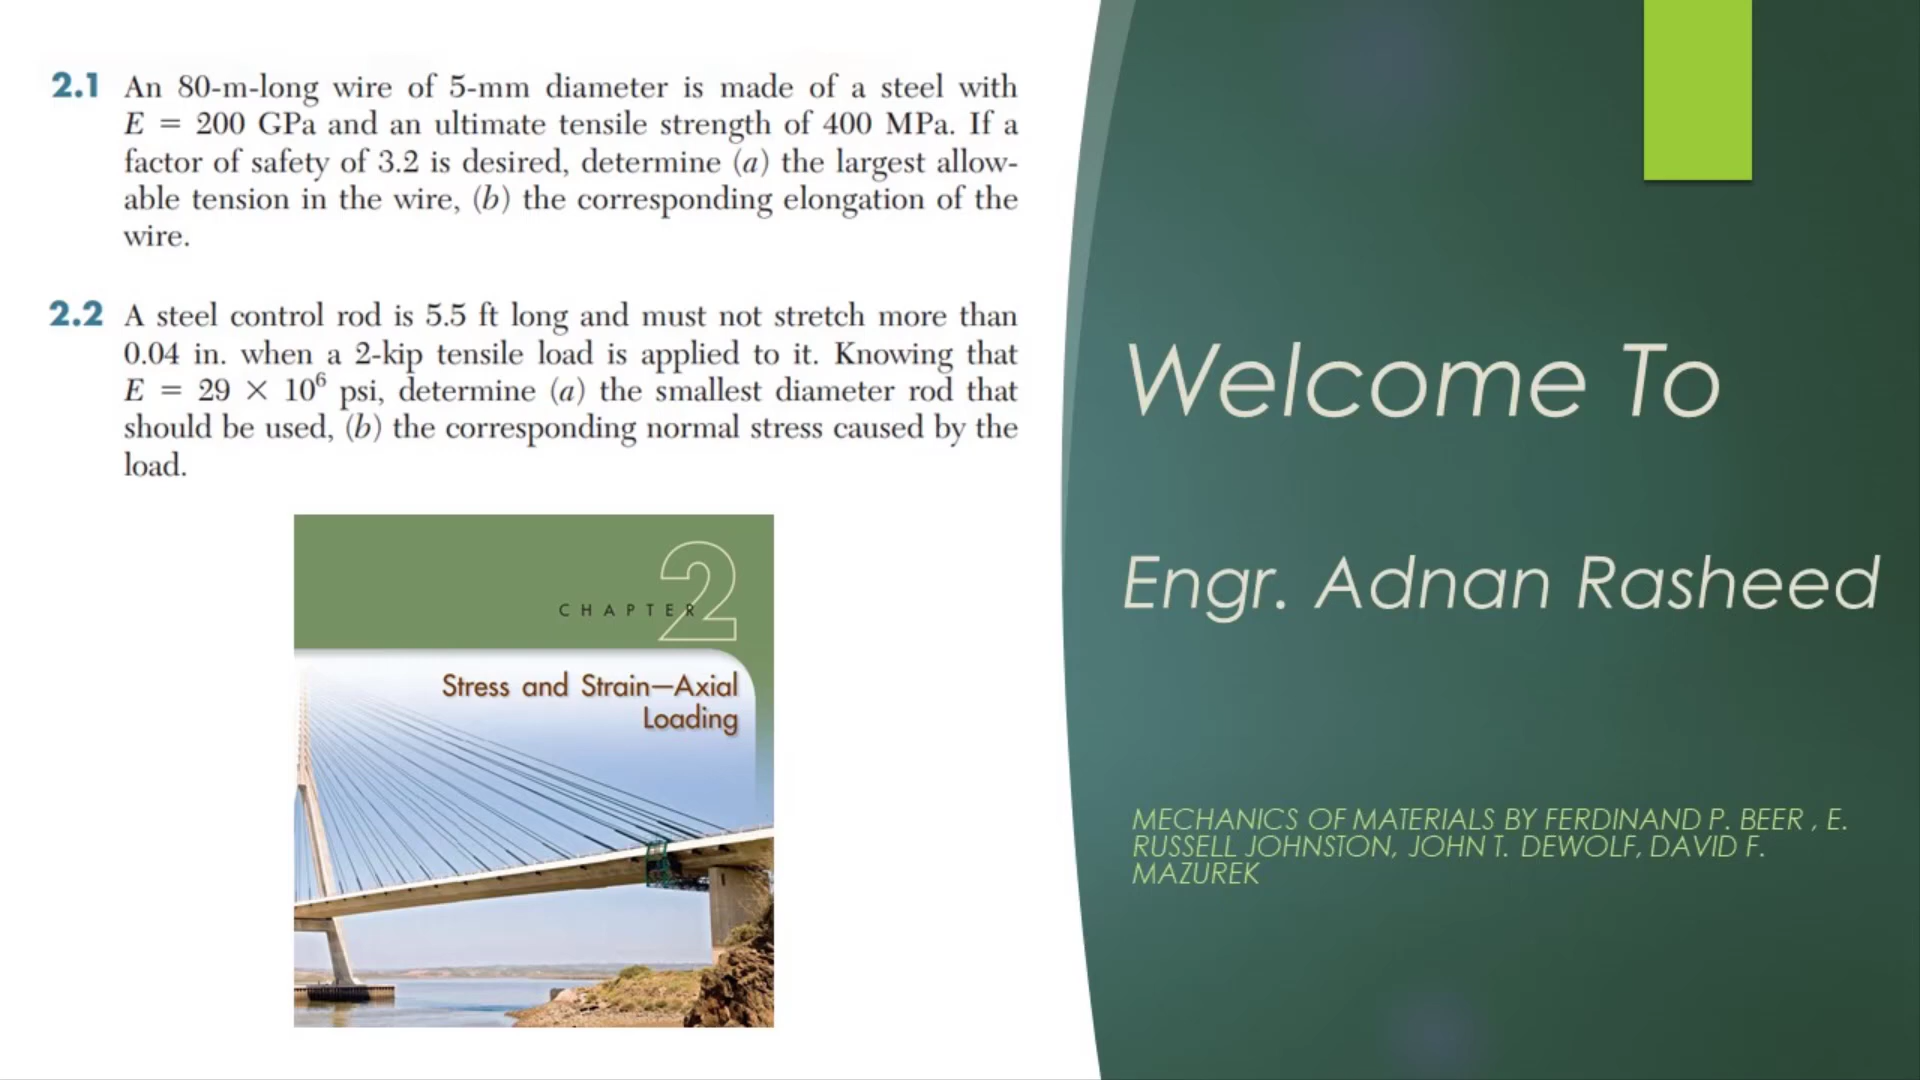 2.1 An 80-m-long wire of 5-mm diameter is made of a steel with
E = 200 GPa and an ultimate tensile strength of 400 MPa. If a
factor of safety of 3.2 is desired, determine (a) the largest allow-
able tension in the wire, (b) the corresponding elongation of the
wire.
2.2 A steel control rod is 5.5 ft long and must not stretch more than
0.04 in. when a 2-kip tensile load is applied to it. Knowing that
E = 29 × 10⁶ psi, determine (a) the smallest diameter rod that
should be used, (b) the corresponding normal stress caused by the
load.
CHAPTER 2
Stress and Strain—Axial
Loading
Welcome To
Engr. Adnan Rasheed
MECHANICS OF MATERIALS BY FERDINAND P. BEER , E.
RUSSELL JOHNSTON, JOHN T. DEWOLF, DAVID F.
MAZUREK